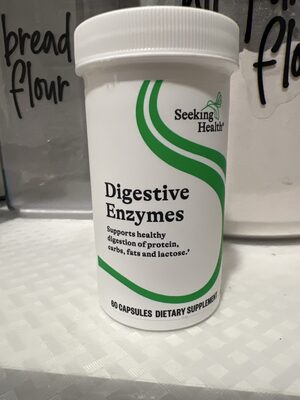 bread
flour
flo
Seeking
Health®
Digestive
Enzymes
Supports healthy
digestion of protein,
carbs, fats and lactose.*
60 CAPSULES DIETARY SUPPLEMENT